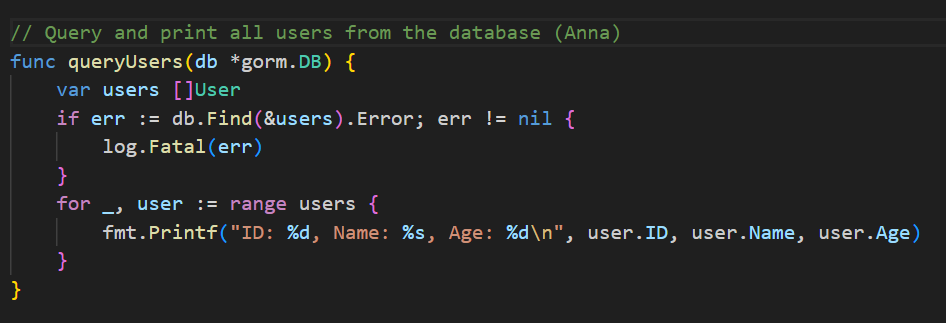 // Query and print all users from the database (Anna)
func queryUsers(db *gorm.DB) {
    var users []User
    if err := db.Find(&users).Error; err != nil {
        log.Fatal(err)
    }
    for _, user := range users {
        fmt.Printf("ID: %d, Name: %s, Age: %d\n", user.ID, user.Name, user.Age)
    }
}